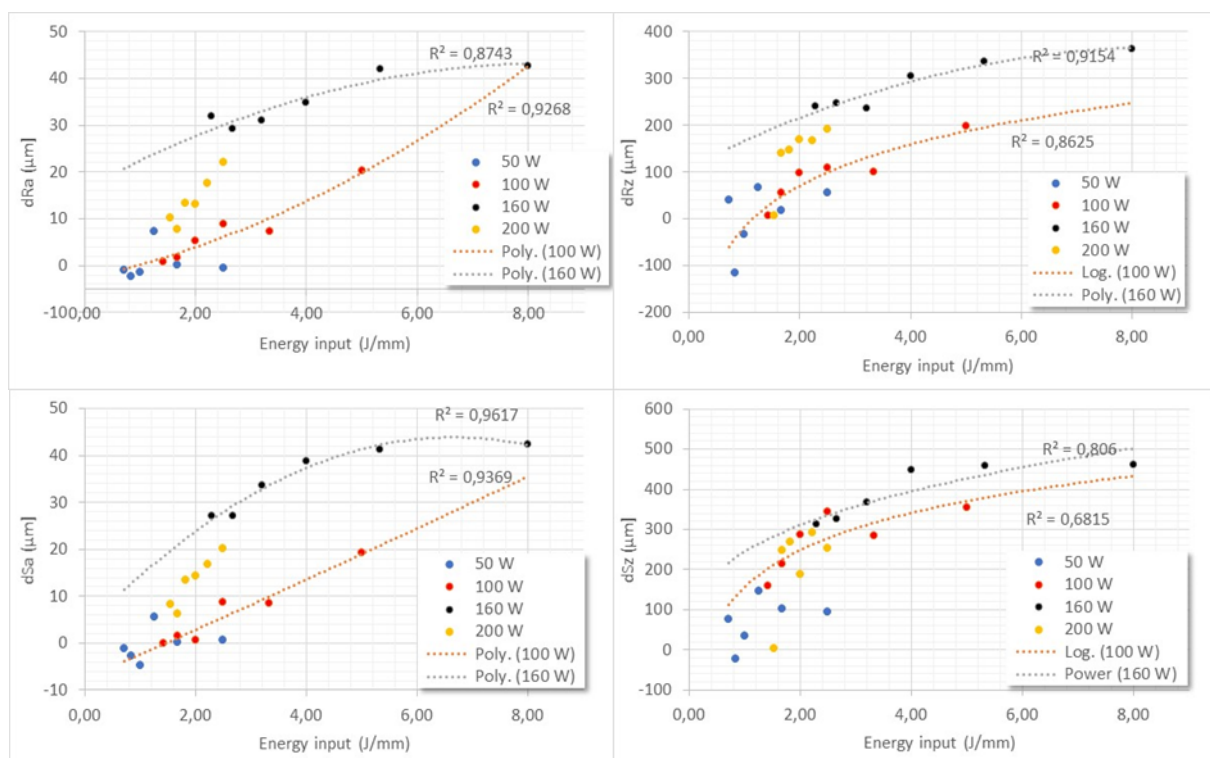 50
R² = 0,8743
40
R² = 0,9268
30
50 W
20
100 W
160 W
10
200 W
Poly. (100 W)
0
Poly. (160 W)
-10
0,00
2,00
4,00
6,00
8,00
dRa (µm)
Energy input (J/mm)
400
R² = 0,9154
300
200
R² = 0,8625
50 W
100
100 W
0
160 W
200 W
-100
Log. (100 W)
Poly. (160 W)
-200
0,00
2,00
4,00
6,00
8,00
dRz (µm)
Energy input (J/mm)
50
R² = 0,9617
40
R² = 0,9369
30
50 W
20
100 W
160 W
10
200 W
0
Poly. (100 W)
Poly. (160 W)
-10
0,00
2,00
4,00
6,00
8,00
dSa (µm)
Energy input (J/mm)
600
R² = 0,806
500
400
R² = 0,6815
300
50 W
200
100 W
160 W
100
200 W
0
Log. (100 W)
Power (160 W)
-100
0,00
2,00
4,00
6,00
8,00
dSz (µm)
Energy input (J/mm)